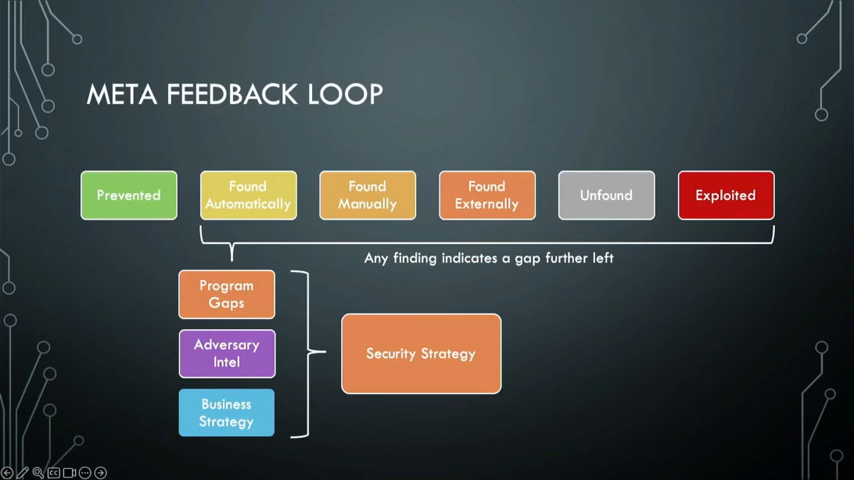 META FEEDBACK LOOP
Prevented
Found
Automatically
Found
Manually
Found
Externally
Unfound
Exploited
Any finding indicates a gap further left
Program
Gaps
Adversary
Intel
Business
Strategy
Security Strategy
CC